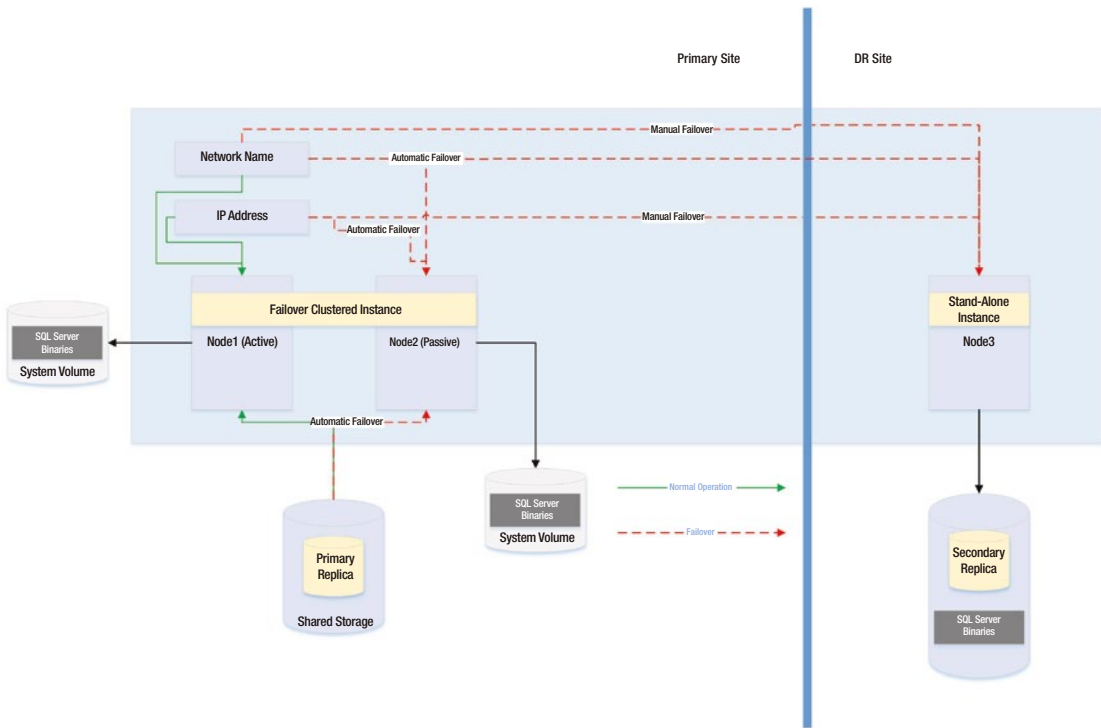 Primary Site
DR Site
Manual Failover
Network Name
Automatic Failover
IP Address
Manual Failover
Automatic Failover
Failover Clustered Instance
Stand-Alone
Instance
Node1 (Active)
Node2 (Passive)
Node3
SQL Server
Binaries
System Volume
Automatic Failover
Normal Operation
SQL Server
Binaries
System Volume
Failover
Primary
Replica
Shared Storage
Secondary
Replica
SQL Server
Binaries